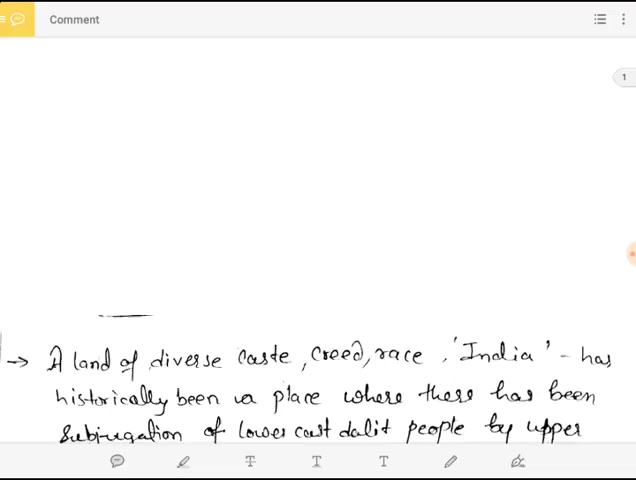 Comment
1
→ A land of diverse caste, creed, race, 'India' - has
historically been a place where there has been
Subjugation of lower cast dalit people by upper
T
T
T